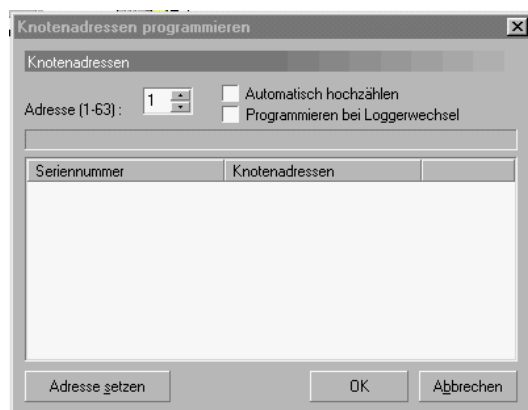 Knotenadressen programmieren
Knotenadressen
Adresse (1-63) : 1
Automatisch hochzählen
Programmieren bei Loggerwechsel
Seriennummer Knotenadressen
Adresse setzen OK Abbrechen